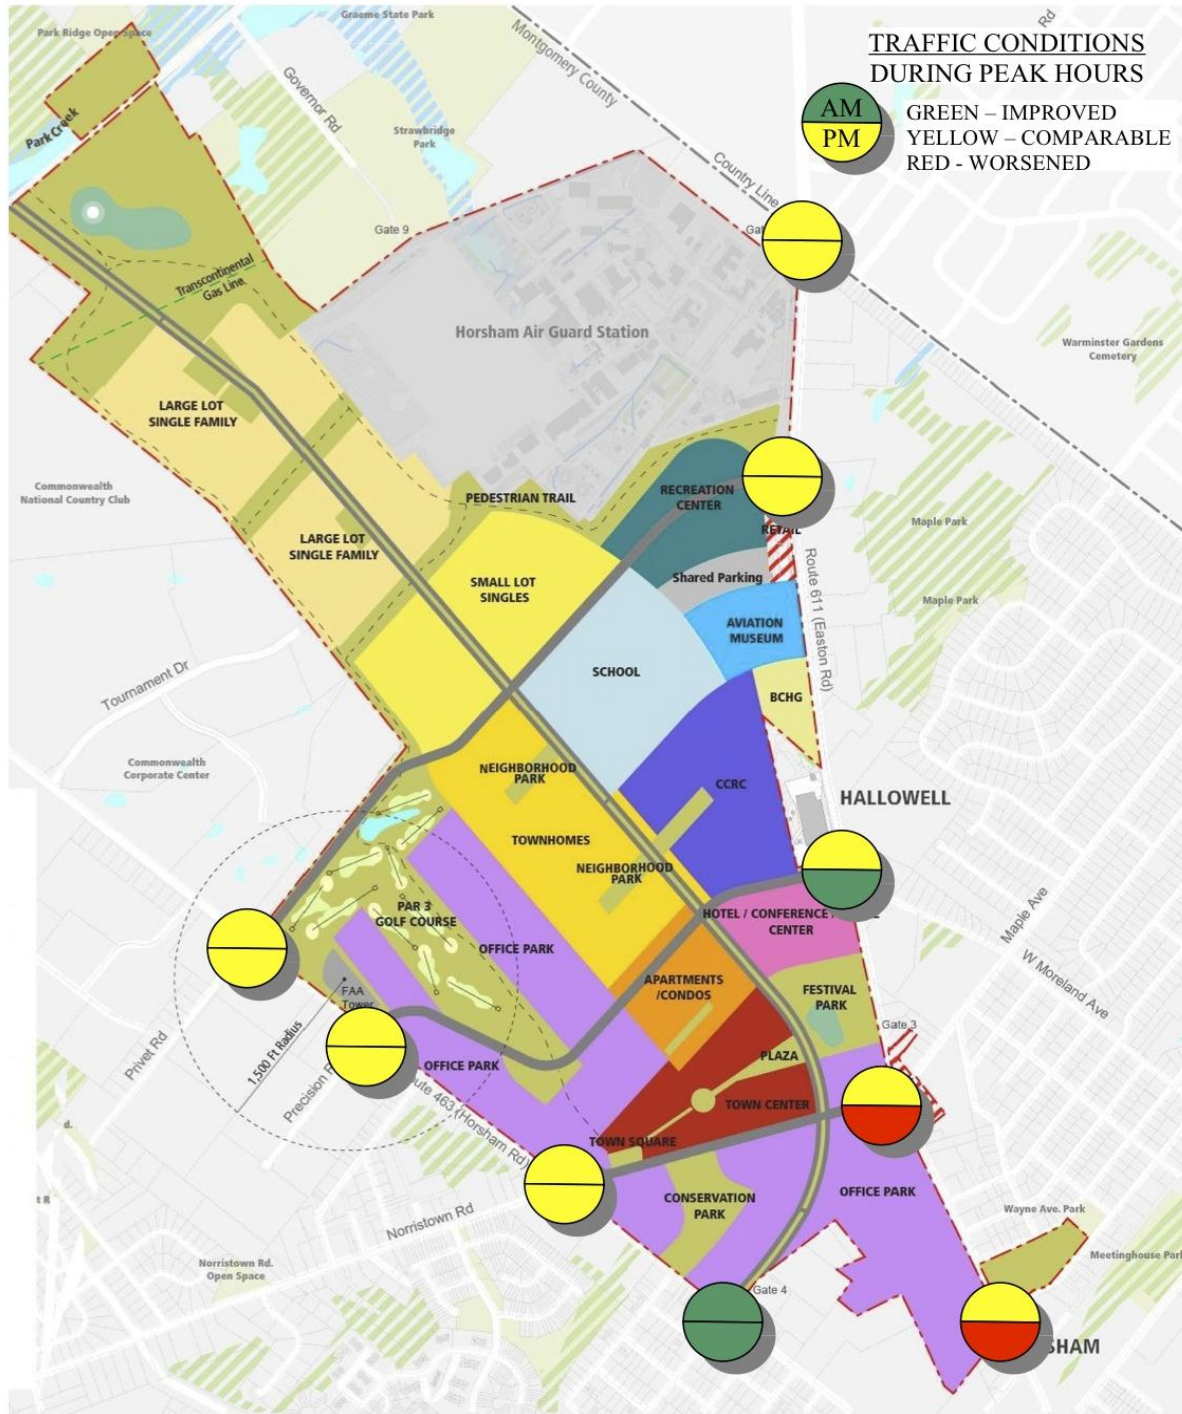 TRAFFIC CONDITIONS
DURING PEAK HOURS
AM
PM
GREEN – IMPROVED
YELLOW – COMPARABLE
RED - WORSENED
Graeme State Park
Park Ridge Open Space
Montgomery County
Governor Rd
Rd
Park Creek
Strawbridge
Park
Country Line
Gate 9
Transcontinental
Gas Line
Horsham Air Guard Station
Warminster Gardens
Cemetery
LARGE LOT
SINGLE FAMILY
Commonwealth
National Country Club
PEDESTRIAN TRAIL
RECREATION
CENTER
RETAIL
Maple Park
LARGE LOT
SINGLE FAMILY
SMALL LOT
SINGLES
Shared Parking
Maple Park
Route 611 (Easton Rd)
AVIATION
MUSEUM
SCHOOL
Tournament Dr
BCHG
Commonwealth
Corporate Center
NEIGHBORHOOD
PARK
CCRC
HALLOWELL
TOWNHOMES
NEIGHBORHOOD
PARK
PAR 3
GOLF COURSE
HOTEL / CONFERENCE
CENTER
Maple Ave
OFFICE PARK
W Moreland Ave
APARTMENTS
/CONDOS
FESTIVAL
PARK
FAA
Tower
Gate 3
Privet Rd
1,500 Ft Radius
Precision
OFFICE PARK
PLAZA
463 (Horsham Rd)
TOWN CENTER
TOWN SQUARE
CONSERVATION
PARK
OFFICE PARK
Norristown Rd
Wayne Ave. Park
Meetinghouse Park
Norristown Rd.
Open Space
Gate 4
SHAM